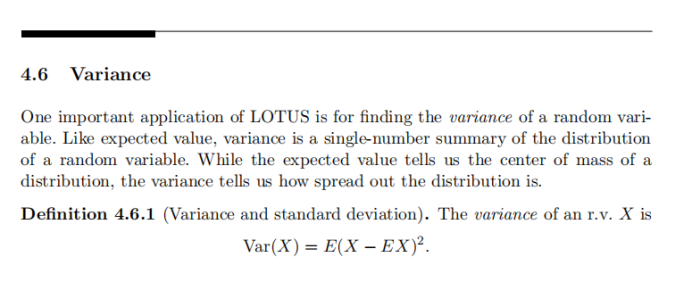 4.6 Variance
One important application of LOTUS is for finding the variance of a random vari-
able. Like expected value, variance is a single-number summary of the distribution
of a random variable. While the expected value tells us the center of mass of a
distribution, the variance tells us how spread out the distribution is.
Definition 4.6.1 (Variance and standard deviation). The variance of an r.v. X is
Var(X) = E(X − EX)².